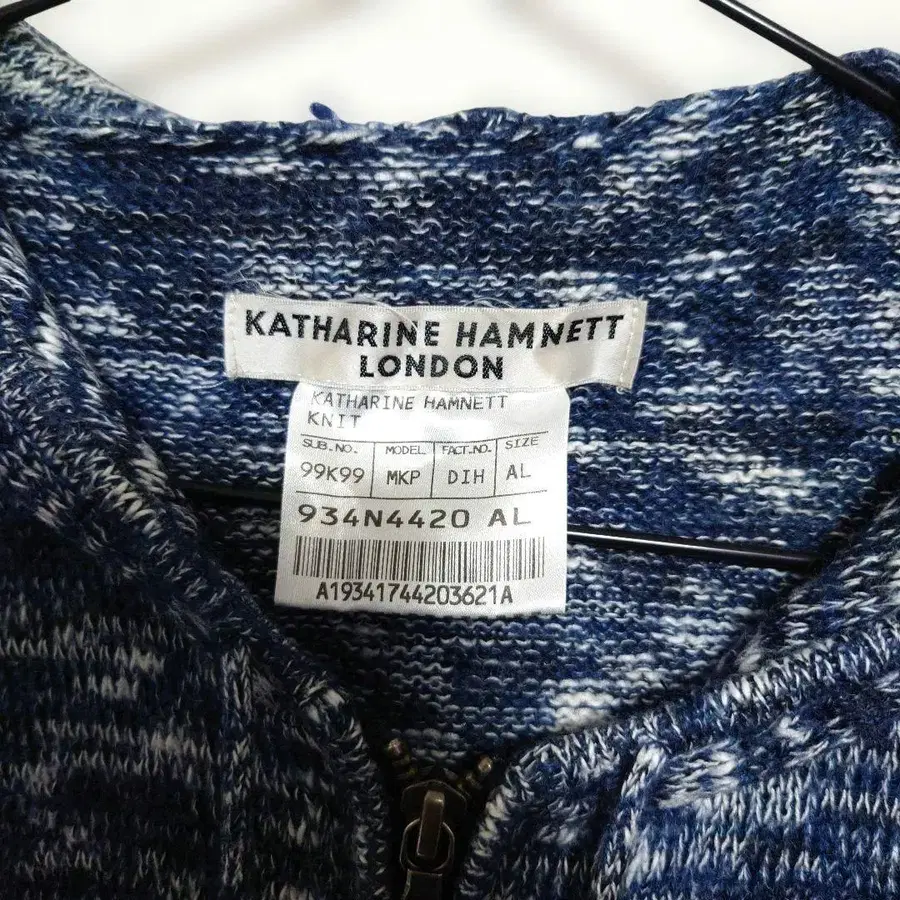 KATHARINE HAMNETT
LONDON
KATHARINE HAMNETT
KNIT
SUB.NO. MODEL FACT.NO. SIZE
99K99 MKP DIH AL
934N4420 AL
A19341744203621A